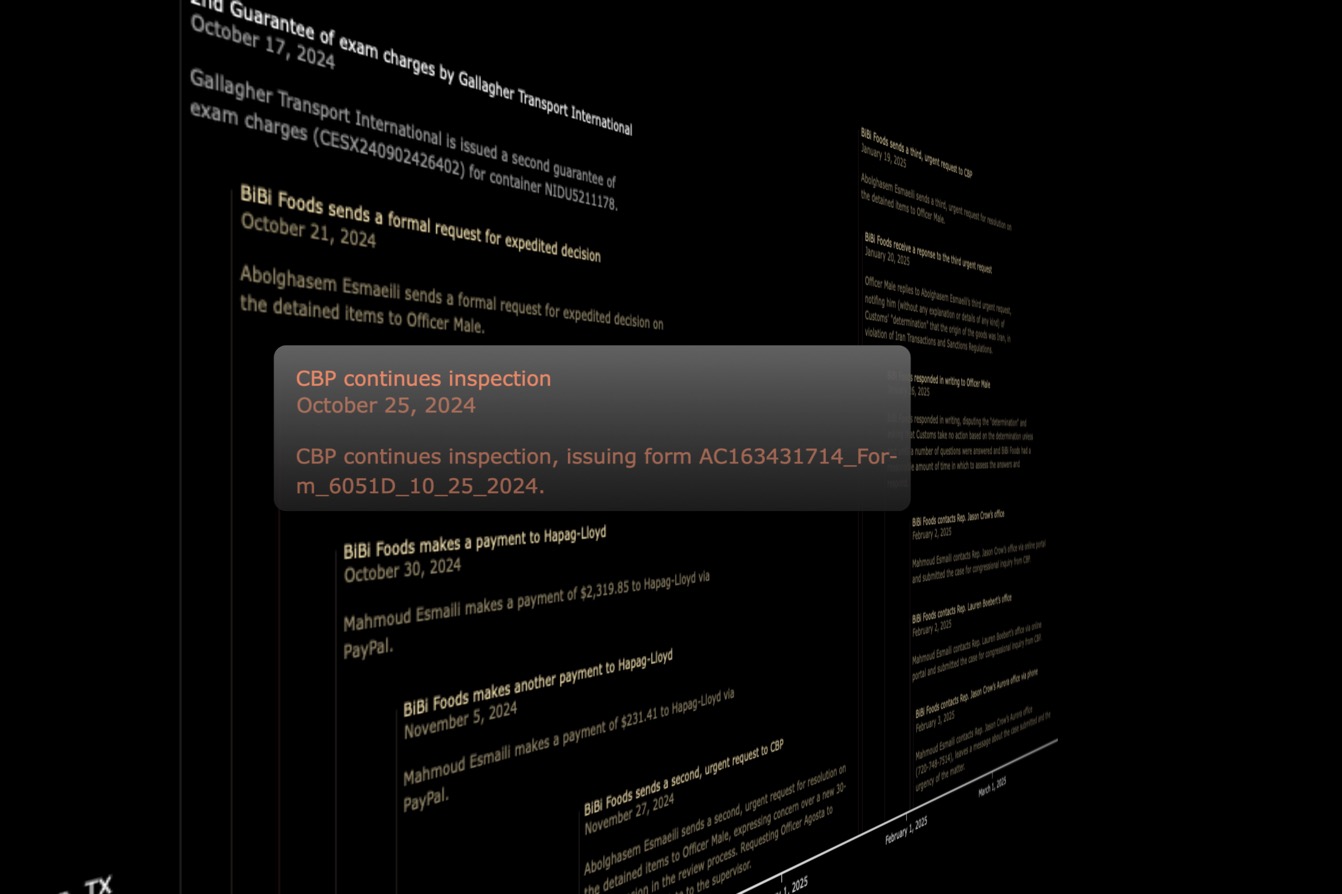 2nd Guarantee of exam charges by Gallagher Transport International
October 17, 2024
Gallagher Transport International is issued a second guarantee of
exam charges (CESX240902426402) for container NIDU5211178.
BiBi Foods sends a formal request for expedited decision
October 21, 2024
Abolghasem Esmaeili sends a formal request for expedited decision on
the detained items to Officer Male.
CBP continues inspection
October 25, 2024
CBP continues inspection, issuing form AC163431714_For-
m_6051D_10_25_2024.
BiBi Foods makes a payment to Hapag-Lloyd
October 30, 2024
Mahmoud Esmaili makes a payment of $2,319.85 to Hapag-Lloyd via
PayPal.
BiBi Foods makes another payment to Hapag-Lloyd
November 5, 2024
Mahmoud Esmaili makes a payment of $231.41 to Hapag-Lloyd via
PayPal.
BiBi Foods sends a second, urgent request to CBP
November 27, 2024
Abolghasem Esmaeili sends a second, urgent request for resolution on
the detained items to Officer Male, expressing concern over a new 30-
in the review process. Requesting Officer Agosta to
to the supervisor.
BiBi Foods sends a third, urgent request to CBP
January 19, 2025
Abolghasem Esmaeili sends a third, urgent request for resolution on
the detained items to Officer Male.
BiBi Foods receive a reponse to the third urgent request
January 20, 2025
Officer Male replies to Abolghasem Esmaeili's third urgent request,
notifing him (without any explanation or details of any kind) of
Customs' "determination" that the origin of the goods was Iran, in
violation of Iran Transactions and Sanctions Regulations.
responded in writing to Officer Male
2025
responded in writing, disputing the "determination" and
Customs take no action based on the determination unless
a number of questions were answered and BiBi Foods had a
amount of time in which to assess the answers and
BiBi Foods contacts Rep. Jason Crow's office
February 2, 2025
Mahmoud Esmaili contacts Rep. Jason Crow's office via online portal
and submitted the case for congressional inquiry from CBP.
BiBi Foods contacts Rep. Lauren Boebert's office
February 2, 2025
Mahmoud Esmaili contacts Rep. Lauren Boebert's office via online
portal and submitted the case for congressional inquiry from CBP.
BiBi Foods contacts Rep. Jason Crow's Aurora office via phone
February 3, 2025
Mahmoud Esmaili contacts Rep. Jason Crow's Aurora office
(720-748-7514), leaves a message about the case submitted and the
urgency of the matter.
TX
1, 2025
February 1, 2025
March 1, 2025